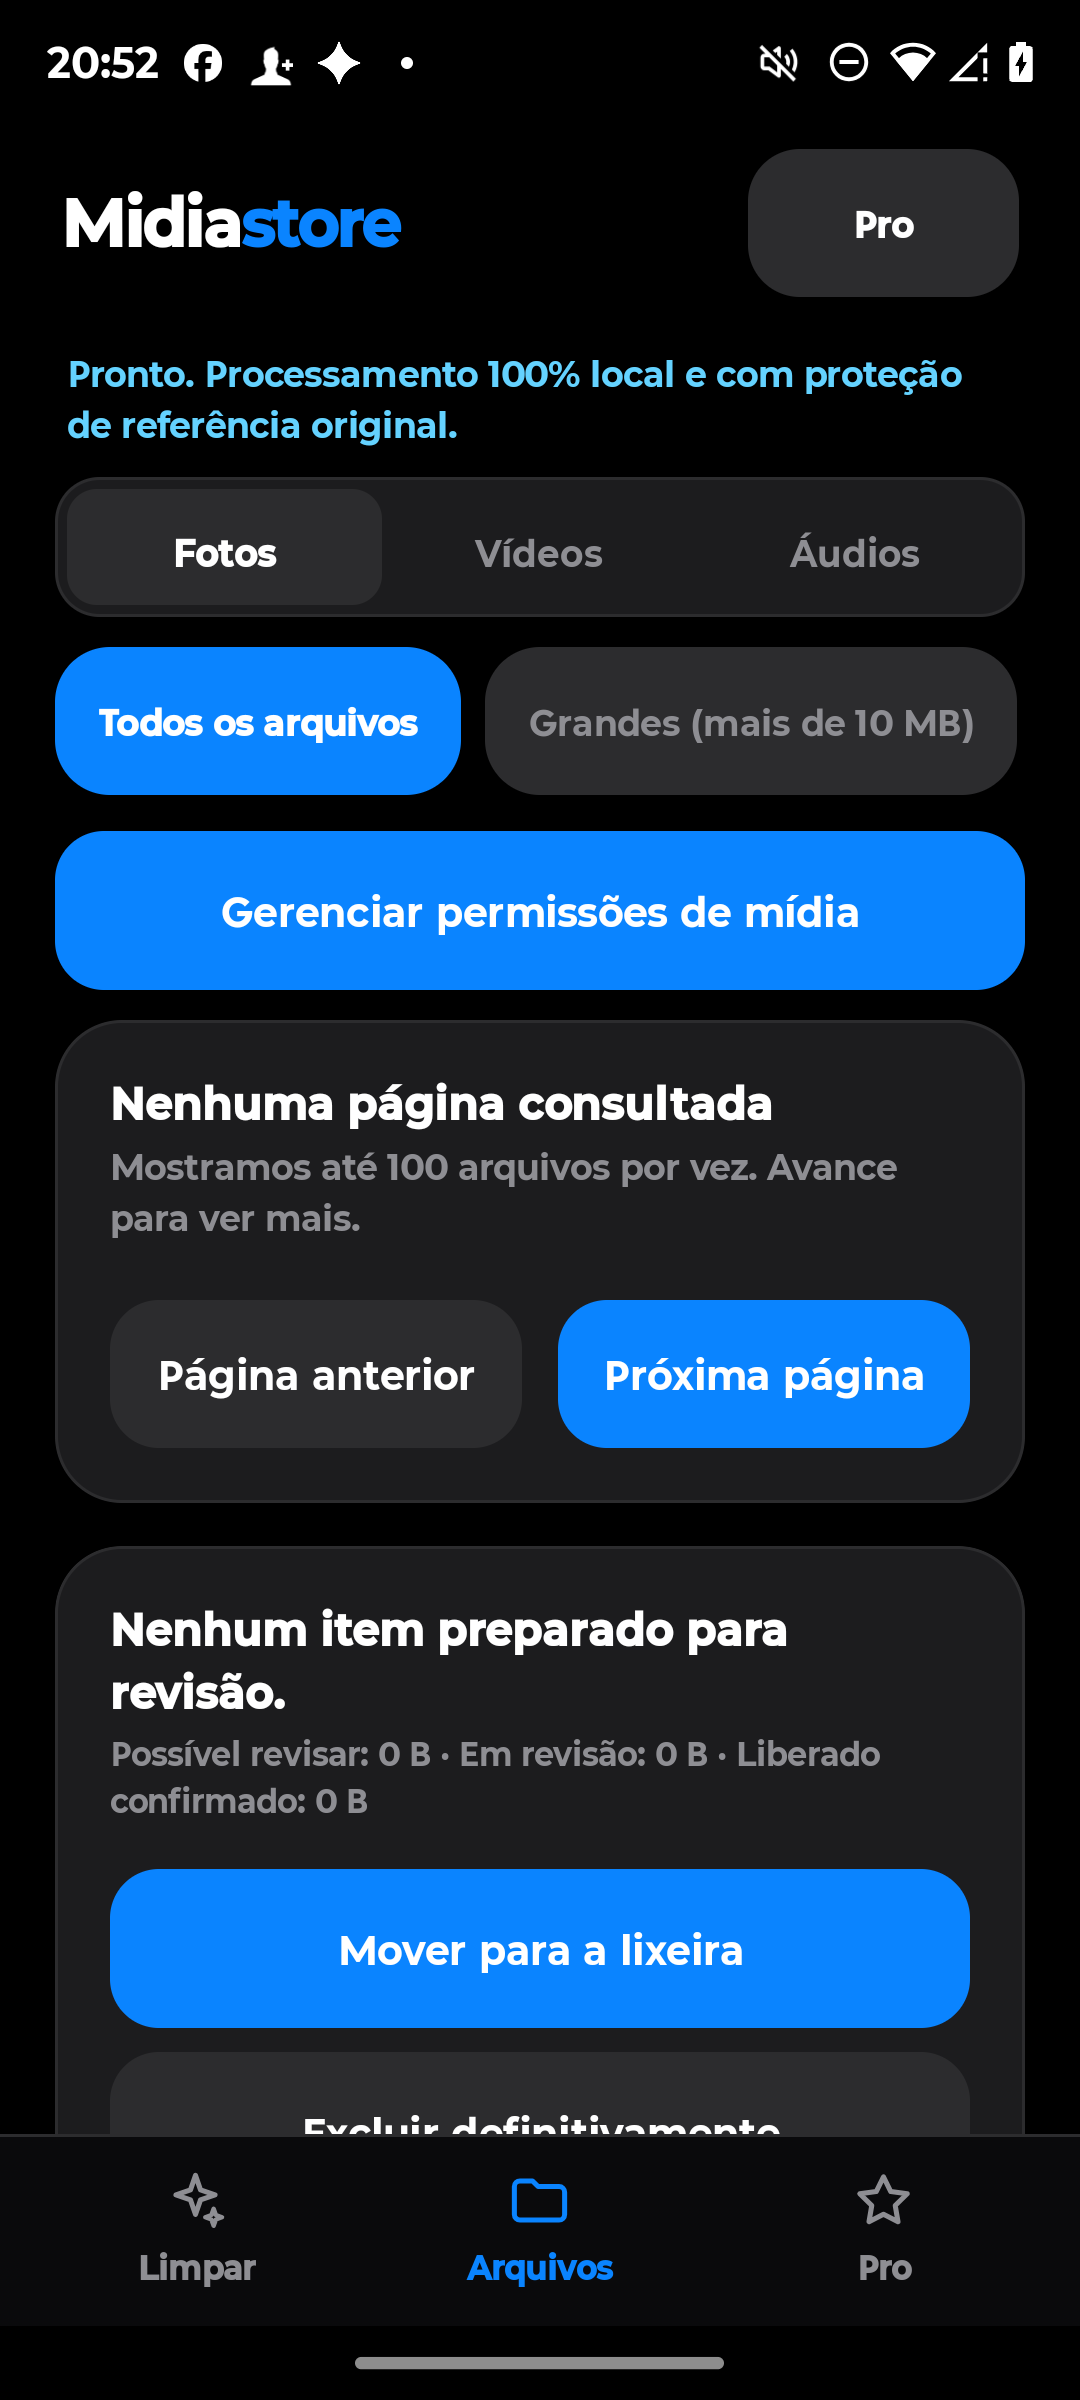 20:52
Midiastore
Pro
Pronto. Processamento 100% local e com proteção
de referência original.
Fotos
Vídeos
Áudios
Todos os arquivos
Grandes (mais de 10 MB)
Gerenciar permissões de mídia
Nenhuma página consultada
Mostramos até 100 arquivos por vez. Avance
para ver mais.
Página anterior
Próxima página
Nenhum item preparado para
revisão.
Possível revisar: 0 B • Em revisão: 0 B • Liberado
confirmado: 0 B
Mover para a lixeira
Excluir definitivamente
Limpar
Arquivos
Pro